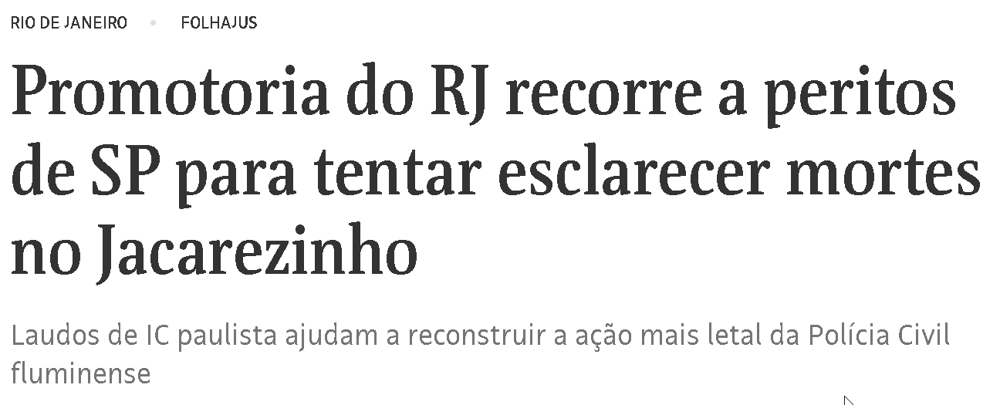 RIO DE JANEIRO • FOLHAJUS
Promotoria do RJ recorre a peritos
de SP para tentar esclarecer mortes
no Jacarezinho
Laudos de IC paulista ajudam a reconstruir a ação mais letal da Polícia Civil
fluminense